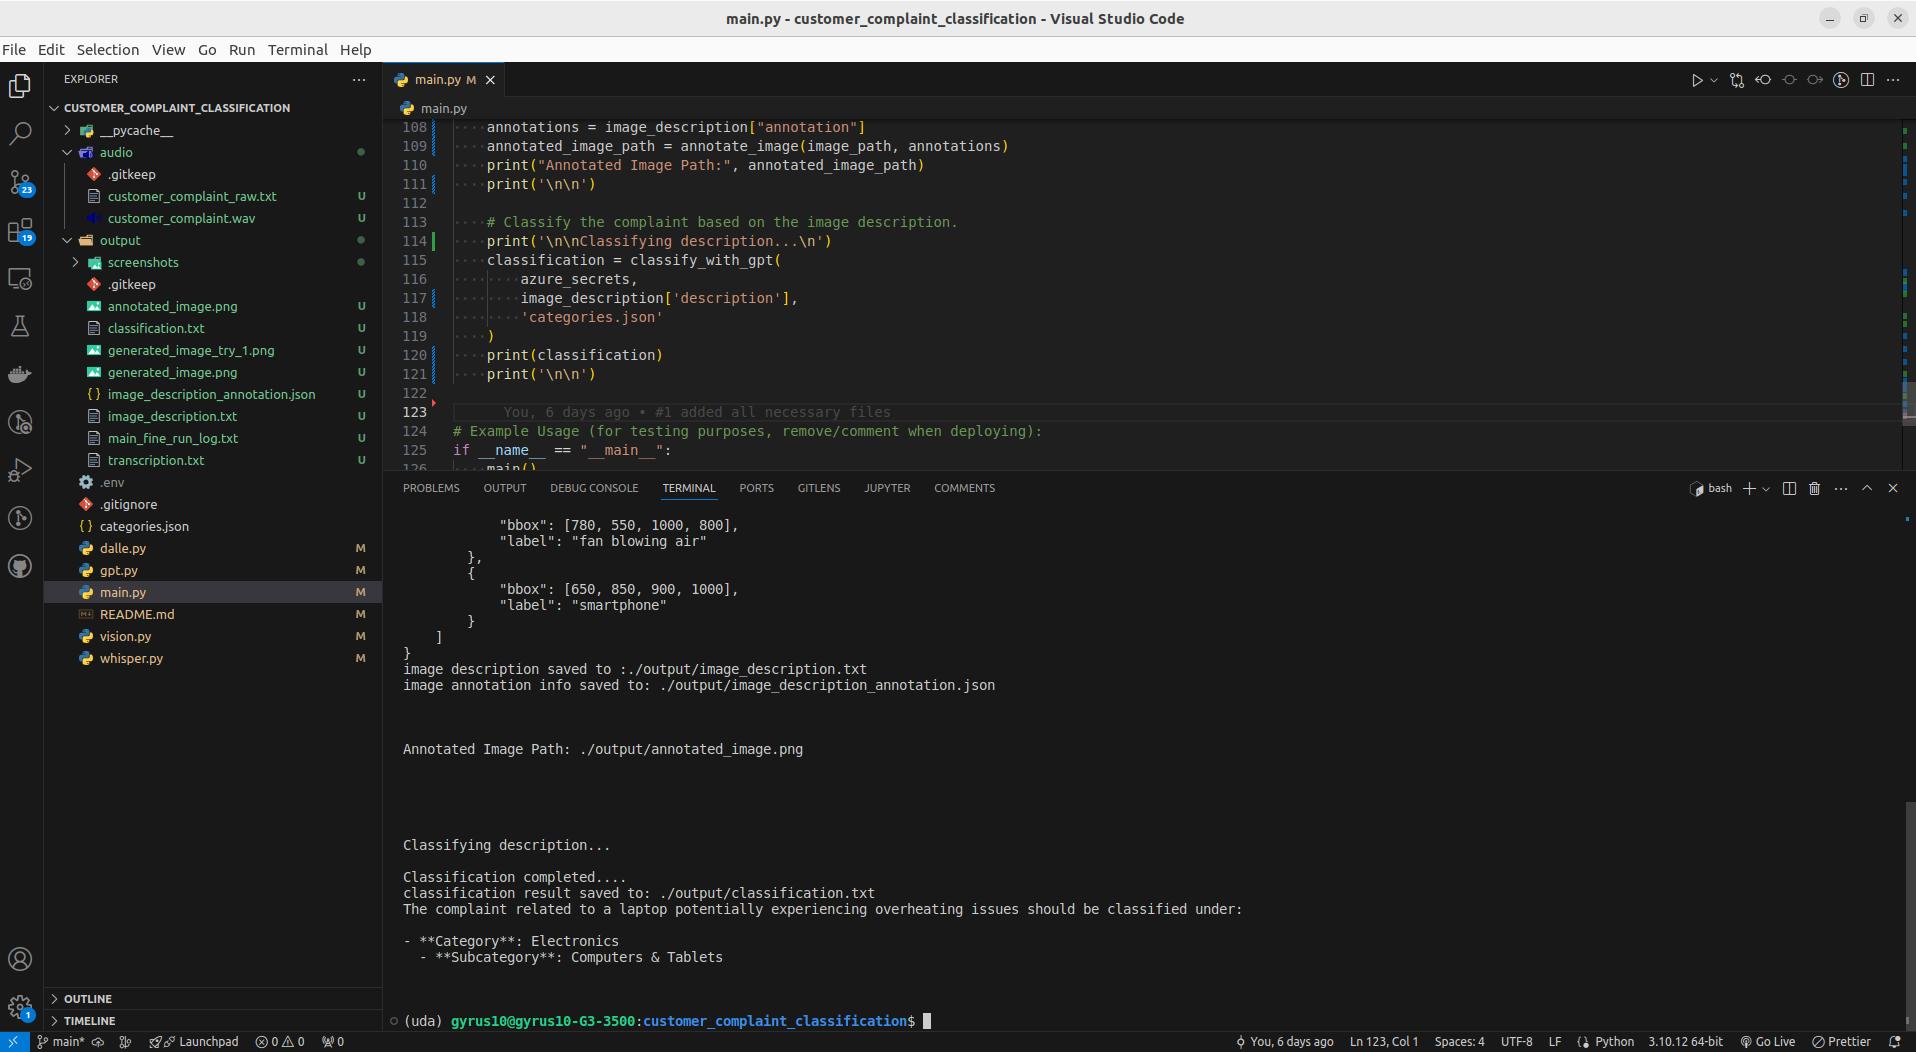 main.py - customer_complaint_classification - Visual Studio Code
File Edit Selection View Go Run Terminal Help
EXPLORER
CUSTOMER_COMPLAINT_CLASSIFICATION
__pycache__
audio
.gitkeep
customer_complaint_raw.txt U
customer_complaint.wav U
output
screenshots
.gitkeep
annotated_image.png U
classification.txt U
generated_image_try_1.png U
generated_image.png U
image_description_annotation.json U
image_description.txt U
main_fine_run_log.txt U
transcription.txt U
.env
.gitignore
categories.json
dalle.py M
gpt.py M
main.py M
README.md M
vision.py M
whisper.py M
OUTLINE
TIMELINE
23
19
1
main.py M
main.py
108 annotations = image_description["annotation"]
109 annotated_image_path = annotate_image(image_path, annotations)
110 print("Annotated Image Path:", annotated_image_path)
111 print('\n\n')
112
113 # Classify the complaint based on the image description.
114 print('\n\nClassifying description...\n')
115 classification = classify_with_gpt(
116 azure_secrets,
117 image_description['description'],
118 'categories.json'
119 )
120 print(classification)
121 print('\n\n')
122
123 You, 6 days ago • #1 added all necessary files
124 # Example Usage (for testing purposes, remove/comment when deploying):
125 if __name__ == "__main__":
126 main()
PROBLEMS OUTPUT DEBUG CONSOLE TERMINAL PORTS GITLENS JUPYTER COMMENTS
bash
"bbox": [780, 550, 1000, 800],
"label": "fan blowing air"
},
{
"bbox": [650, 850, 900, 1000],
"label": "smartphone"
}
]
}
image description saved to :./output/image_description.txt
image annotation info saved to: ./output/image_description_annotation.json
Annotated Image Path: ./output/annotated_image.png
Classifying description...
Classification completed....
classification result saved to: ./output/classification.txt
The complaint related to a laptop potentially experiencing overheating issues should be classified under:
- **Category**: Electronics
- **Subcategory**: Computers & Tablets
(uda) gyrus10@gyrus10-G3-3500:customer_complaint_classification$
main* Launchpad 0 0 0 You, 6 days ago Ln 123, Col 1 Spaces: 4 UTF-8 LF Python 3.10.12 64-bit Go Live Prettier